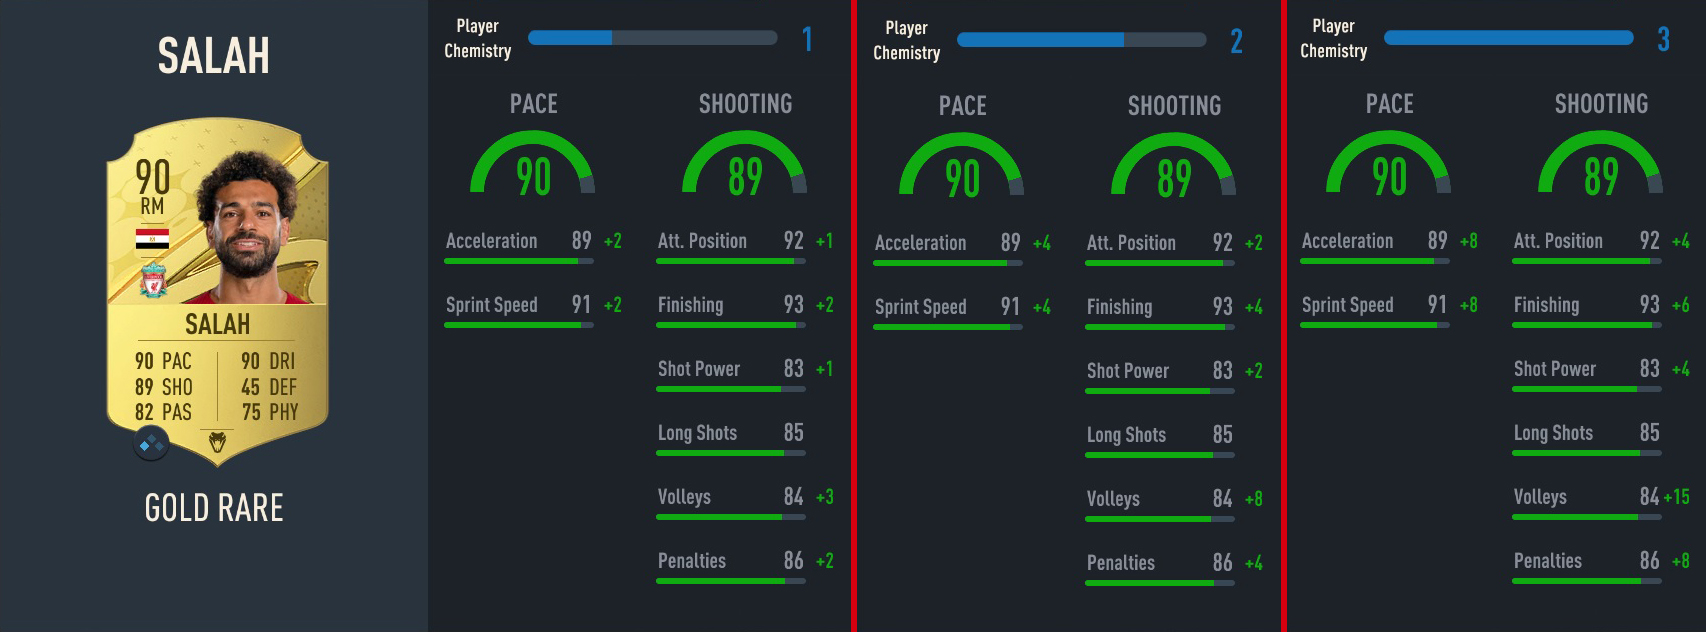 SALAH
90
RM
SALAH
90 PAC 90 DRI
89 SHO 45 DEF
82 PAS 75 PHY
GOLD RARE
Player
Chemistry
1
PACE SHOOTING
90 89
Acceleration 89 +2 Att. Position 92 +1
Sprint Speed 91 +2 Finishing 93 +2
Shot Power 83 +1
Long Shots 85
Volleys 84 +3
Penalties 86 +2
Player
Chemistry
2
PACE SHOOTING
90 89
Acceleration 89 +4 Att. Position 92 +2
Sprint Speed 91 +4 Finishing 93 +4
Shot Power 83 +2
Long Shots 85
Volleys 84 +8
Penalties 86 +4
Player
Chemistry
3
PACE SHOOTING
90 89
Acceleration 89 +8 Att. Position 92 +4
Sprint Speed 91 +8 Finishing 93 +6
Shot Power 83 +4
Long Shots 85
Volleys 84 +15
Penalties 86 +8